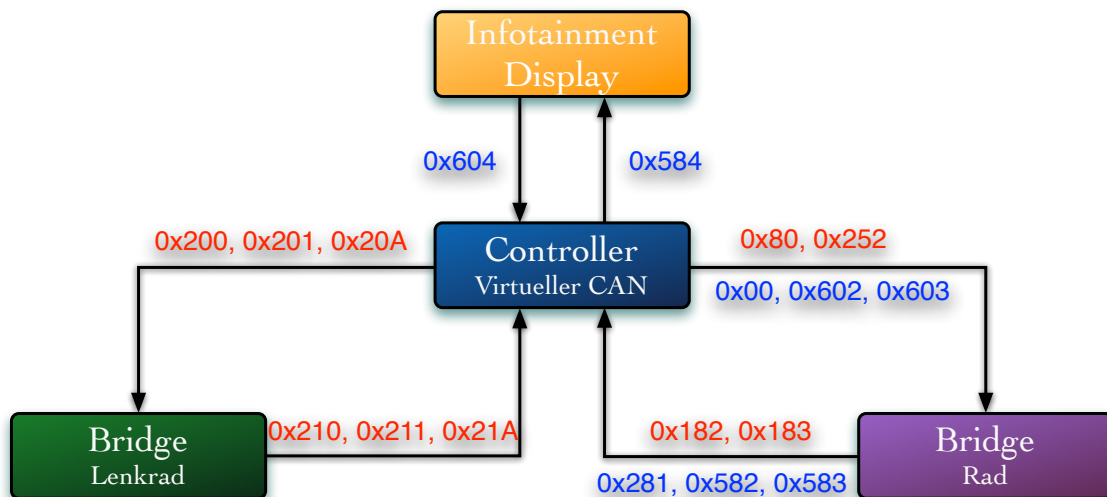 Infotainment
Display
0x604
0x584
0x200, 0x201, 0x20A
Controller
Virtueller CAN
0x80, 0x252
0x00, 0x602, 0x603
Bridge
Lenkrad
0x210, 0x211, 0x21A
0x182, 0x183
0x281, 0x582, 0x583
Bridge
Rad